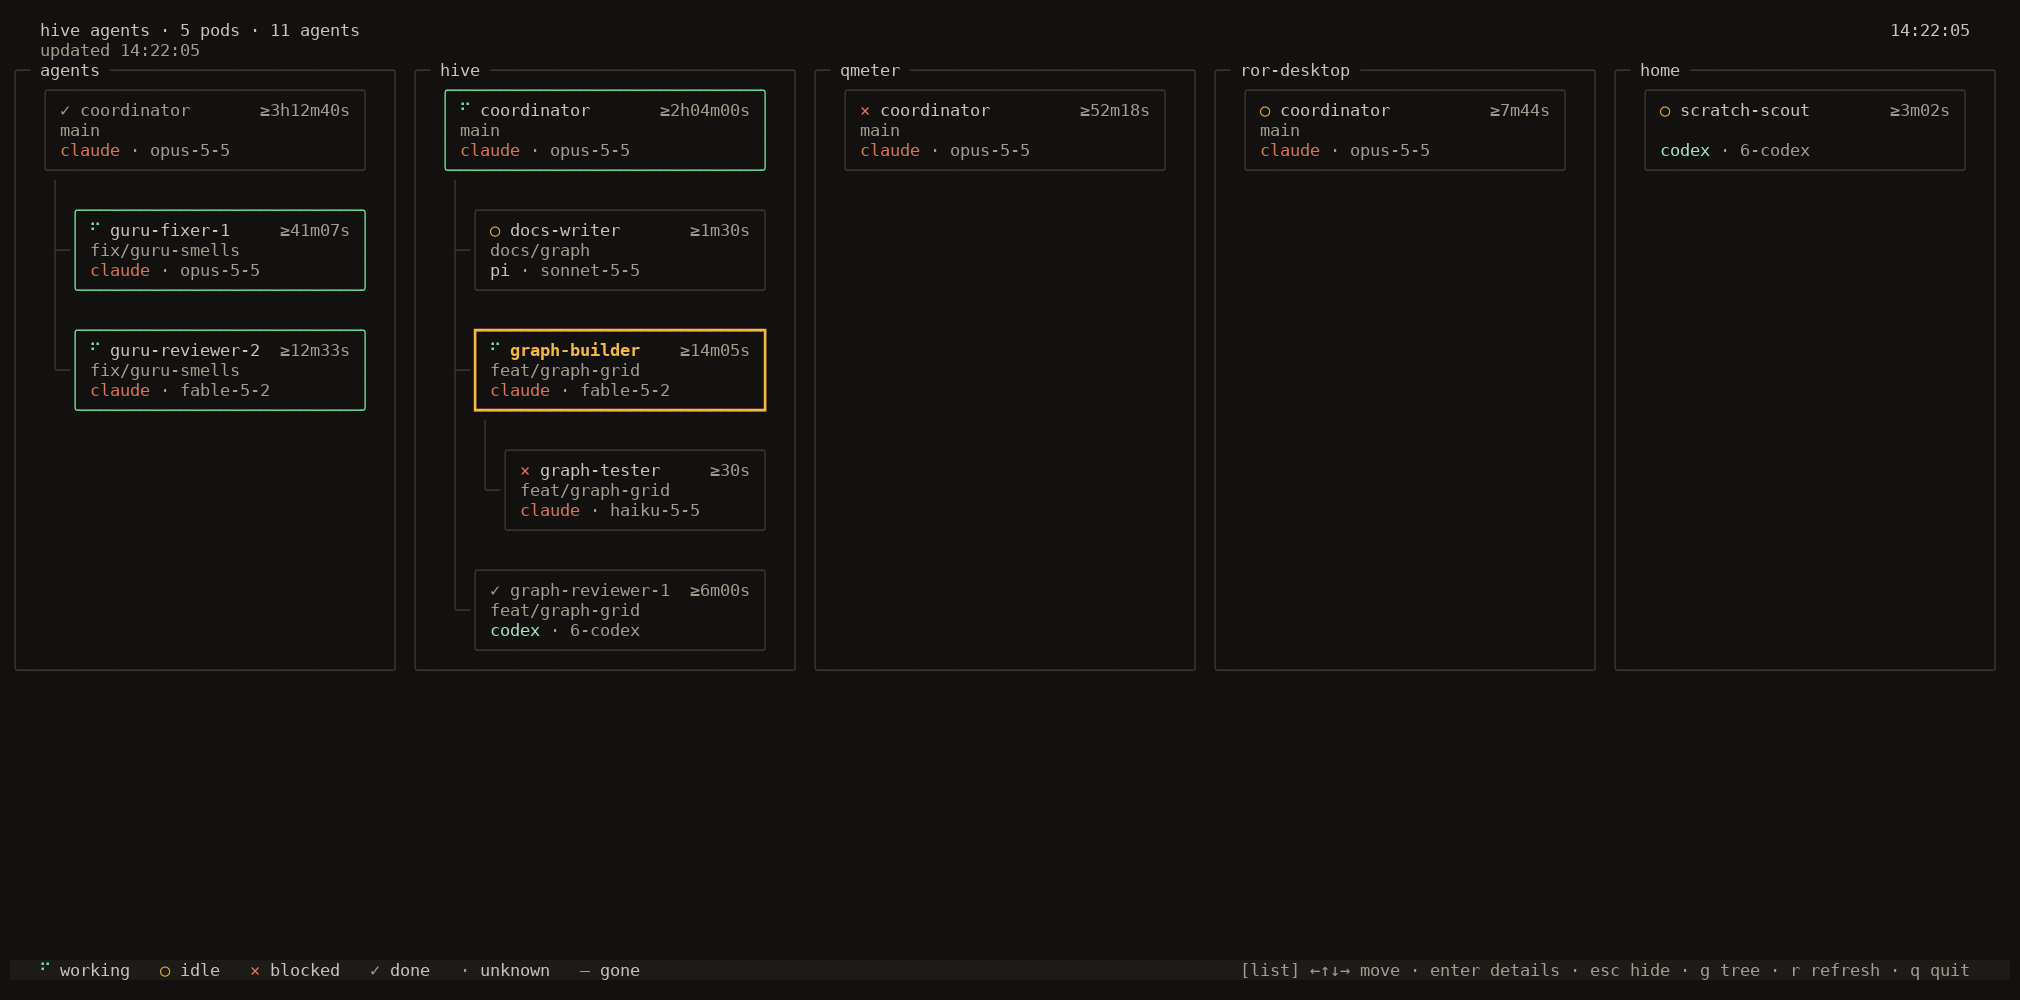 hive agents · 5 pods · 11 agents
14:22:05
updated 14:22:05
agents
✓ coordinator ≥3h12m40s
main
claude · opus-5-5
⠋ guru-fixer-1 ≥41m07s
fix/guru-smells
claude · opus-5-5
⠋ guru-reviewer-2 ≥12m33s
fix/guru-smells
claude · fable-5-2
hive
⠋ coordinator ≥2h04m00s
main
claude · opus-5-5
○ docs-writer ≥1m30s
docs/graph
pi · sonnet-5-5
⠋ graph-builder ≥14m05s
feat/graph-grid
claude · fable-5-2
× graph-tester ≥30s
feat/graph-grid
claude · haiku-5-5
✓ graph-reviewer-1 ≥6m00s
feat/graph-grid
codex · 6-codex
qmeter
× coordinator ≥52m18s
main
claude · opus-5-5
ror-desktop
○ coordinator ≥7m44s
main
claude · opus-5-5
home
○ scratch-scout ≥3m02s
codex · 6-codex
⠋ working ○ idle × blocked ✓ done · unknown — gone
[list] ←↑↓→ move · enter details · esc hide · g tree · r refresh · q quit